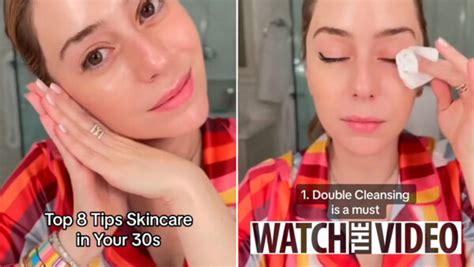 Top 8 Tips Skincare
in Your 30s
1. Double Cleansing
is a must
WATCH THE VIDEO